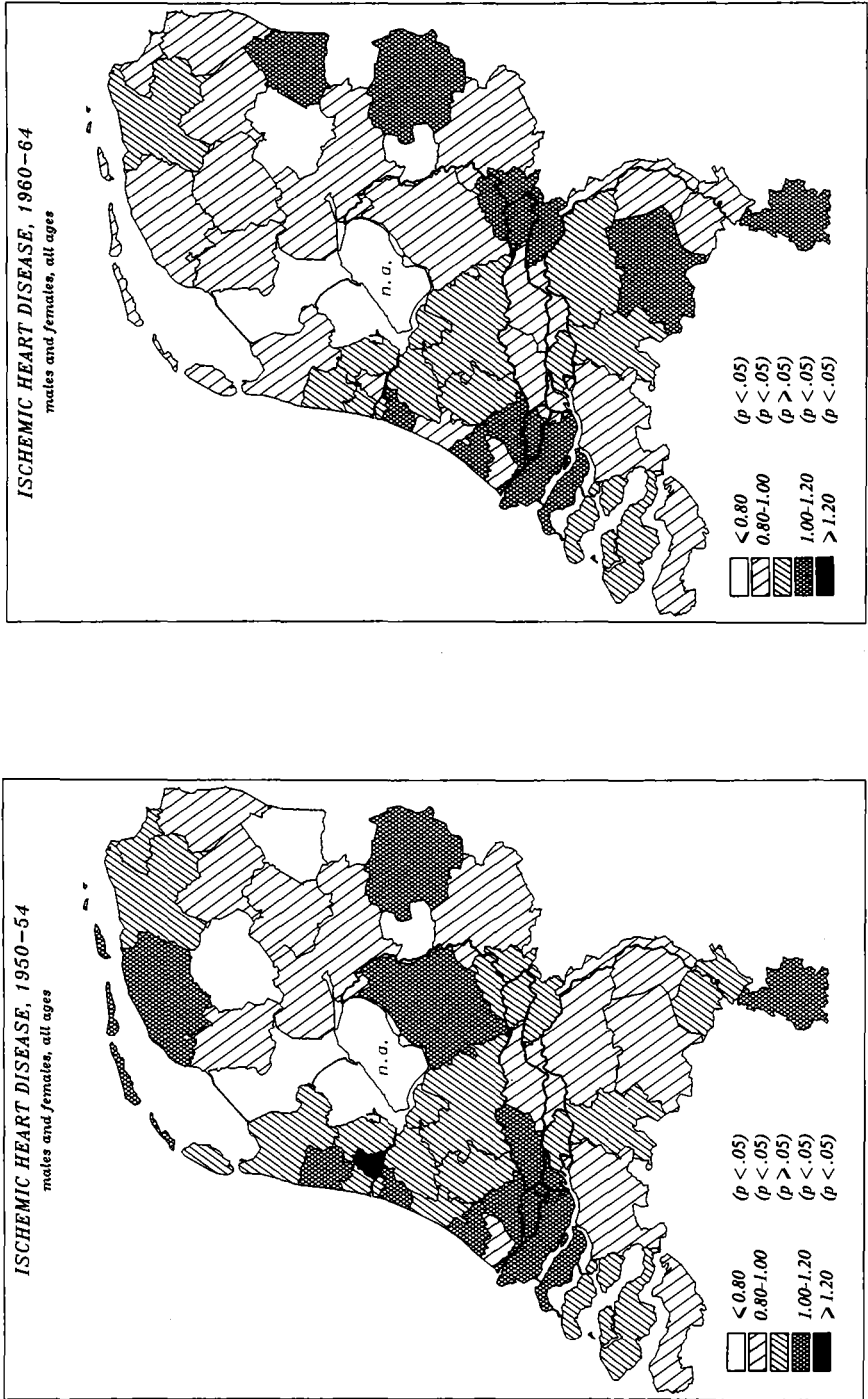 ISCHEMIC HEART DISEASE, 1950-54
males and females, all ages
n.a.
< 0.80 (p < .05)
0.80-1.00 (p < .05)
(p > .05)
1.00-1.20 (p < .05)
> 1.20 (p < .05)
ISCHEMIC HEART DISEASE, 1960-64
males and females, all ages
n.a.
< 0.80 (p < .05)
0.80-1.00 (p < .05)
(p > .05)
1.00-1.20 (p < .05)
> 1.20 (p < .05)